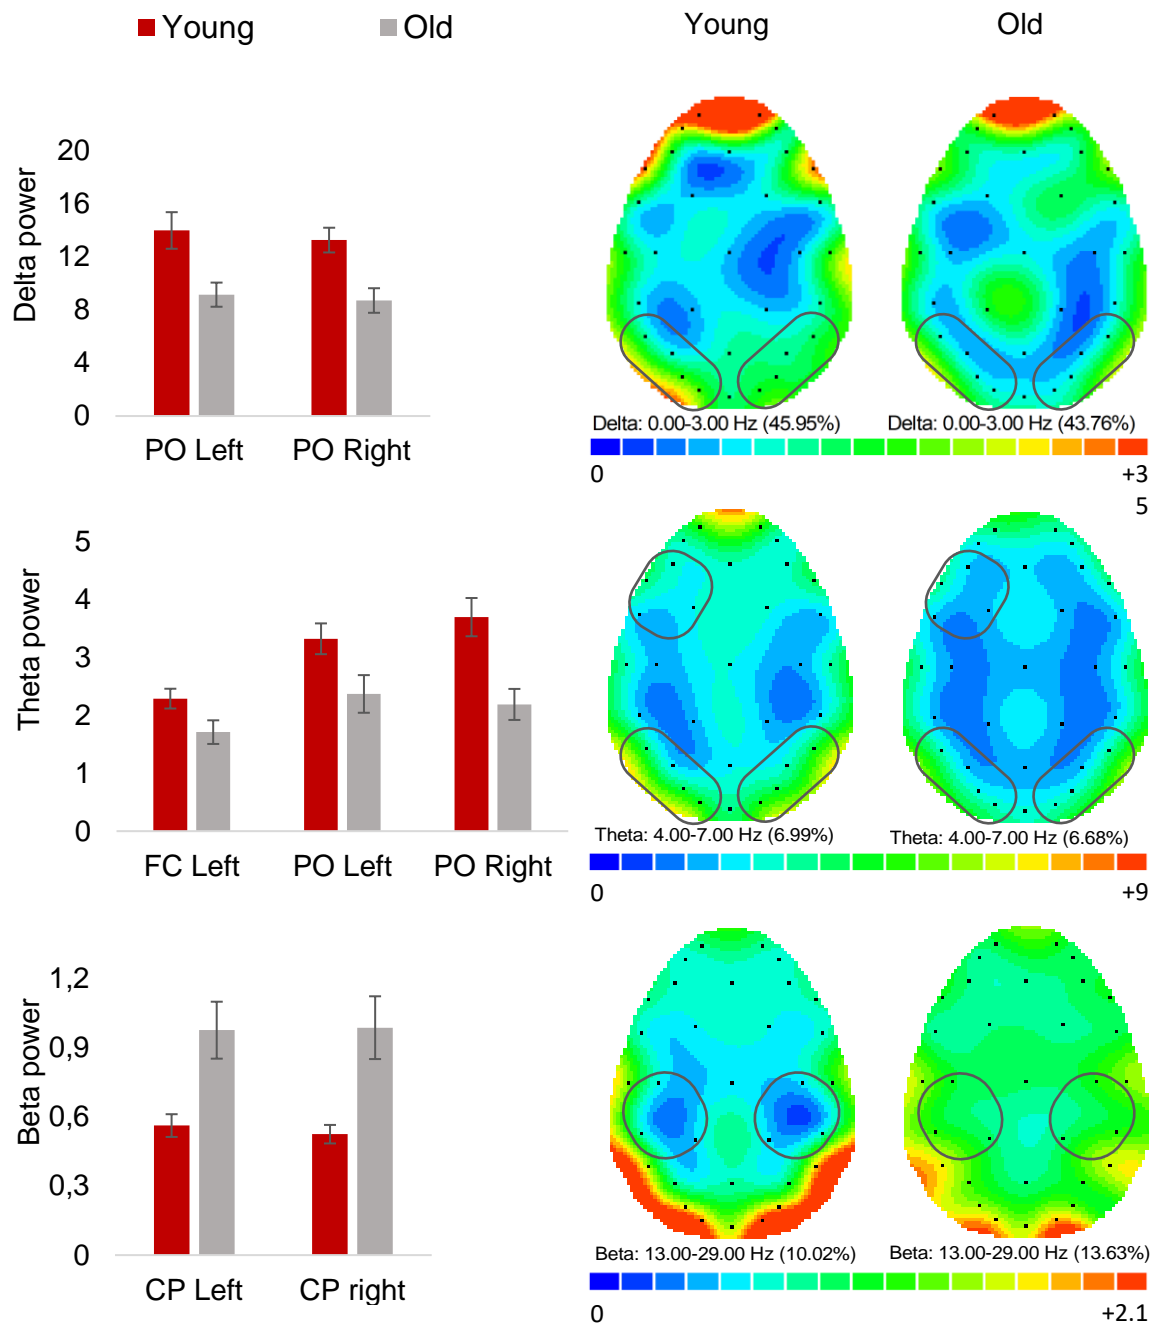 Young Old
Young Old
Delta power
20
16
12
8
4
0
PO Left PO Right
Delta: 0.00-3.00 Hz (45.95%) Delta: 0.00-3.00 Hz (43.76%)
0 +3
5
Theta power
5
4
3
2
1
0
FC Left PO Left PO Right
Theta: 4.00-7.00 Hz (6.99%) Theta: 4.00-7.00 Hz (6.68%)
0 +9
Beta power
1,2
0,9
0,6
0,3
0
CP Left CP right
Beta: 13.00-29.00 Hz (10.02%) Beta: 13.00-29.00 Hz (13.63%)
0 +2.1